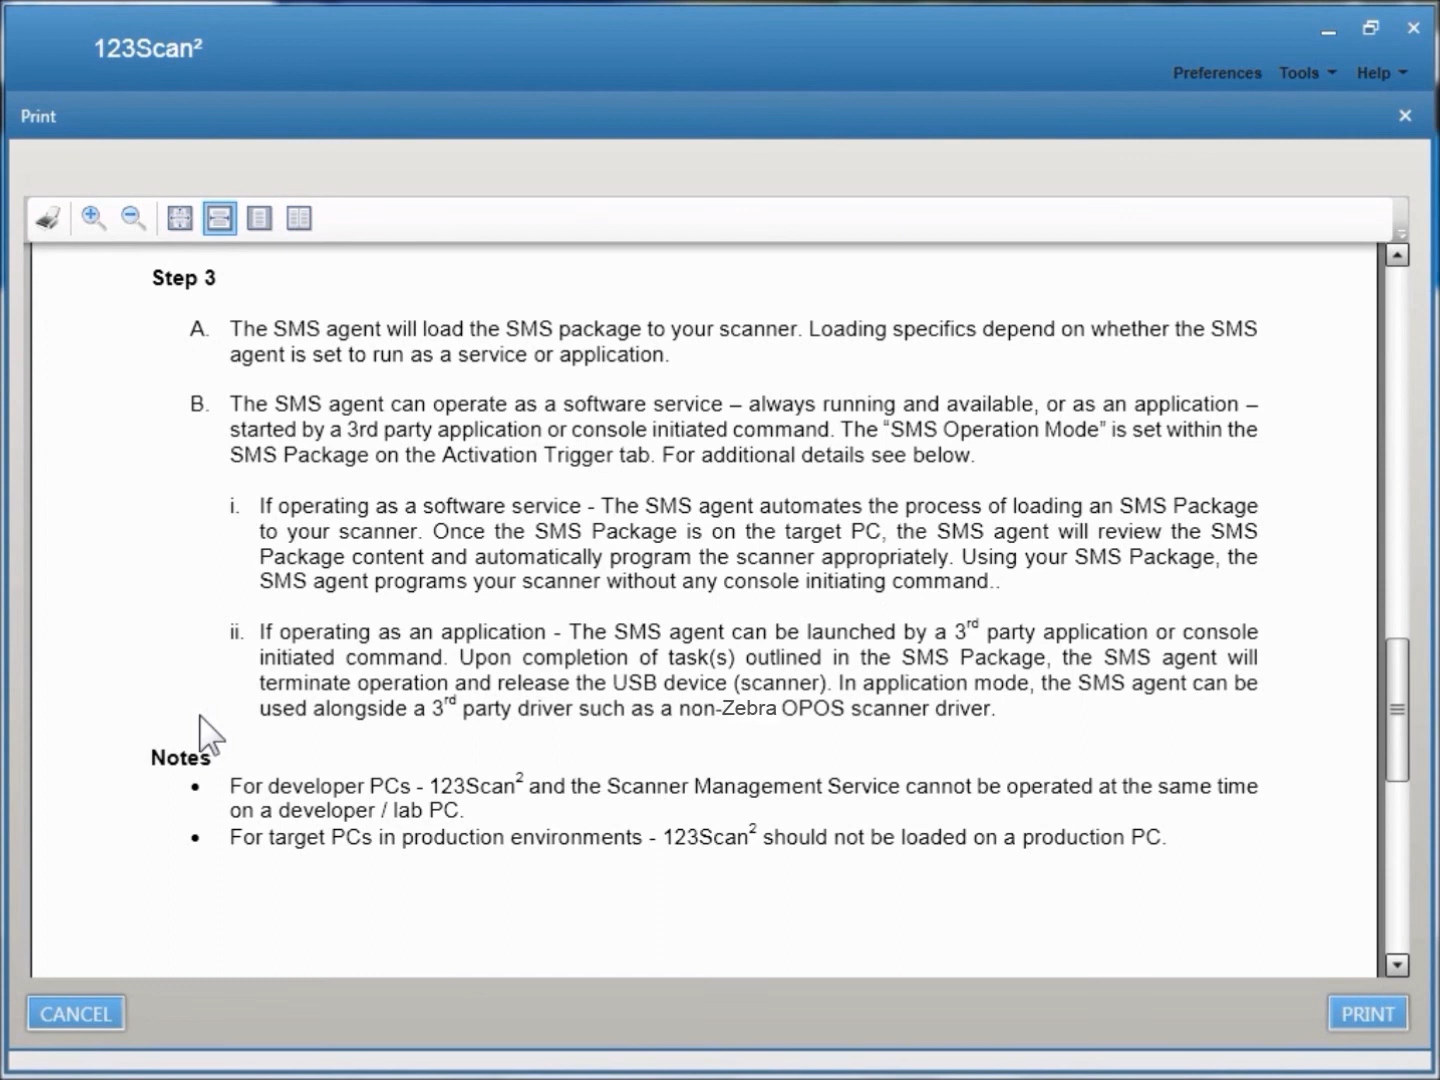 123Scan²
Preferences Tools Help
Print
Step 3
A. The SMS agent will load the SMS package to your scanner. Loading specifics depend on whether the SMS
agent is set to run as a service or application.
B. The SMS agent can operate as a software service – always running and available, or as an application –
started by a 3rd party application or console initiated command. The “SMS Operation Mode” is set within the
SMS Package on the Activation Trigger tab. For additional details see below.
i. If operating as a software service - The SMS agent automates the process of loading an SMS Package
to your scanner. Once the SMS Package is on the target PC, the SMS agent will review the SMS
Package content and automatically program the scanner appropriately. Using your SMS Package, the
SMS agent programs your scanner without any console initiating command..
ii. If operating as an application - The SMS agent can be launched by a 3rd party application or console
initiated command. Upon completion of task(s) outlined in the SMS Package, the SMS agent will
terminate operation and release the USB device (scanner). In application mode, the SMS agent can be
used alongside a 3rd party driver such as a non-Zebra OPOS scanner driver.
Notes
• For developer PCs - 123Scan² and the Scanner Management Service cannot be operated at the same time
on a developer / lab PC.
• For target PCs in production environments - 123Scan² should not be loaded on a production PC.
CANCEL PRINT